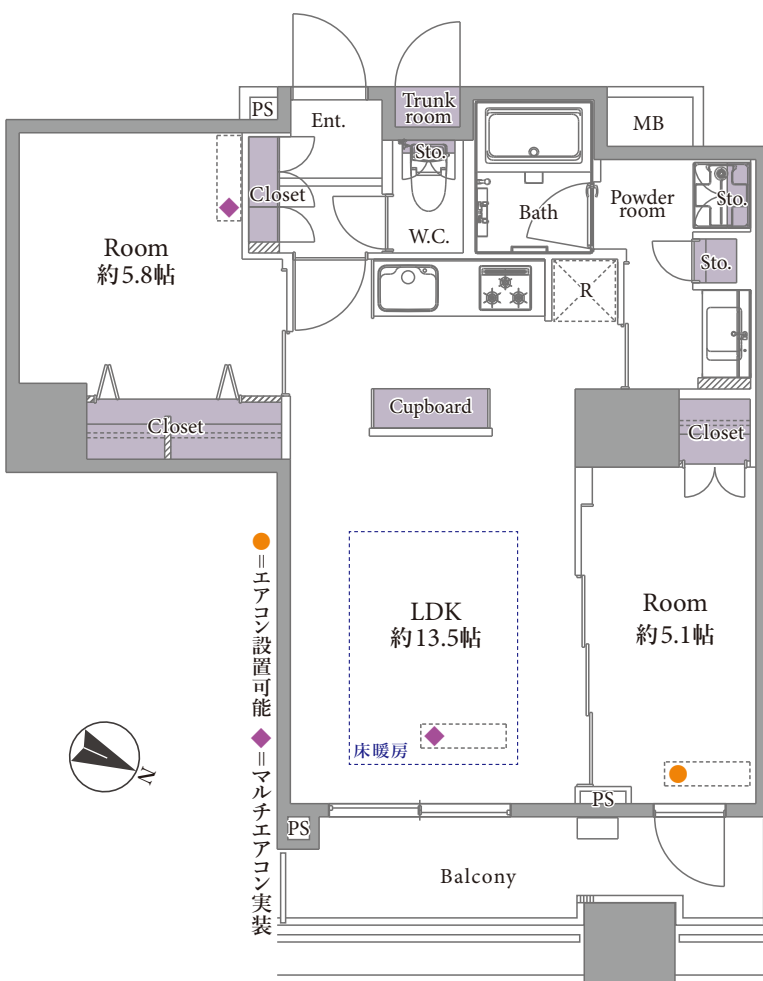 PS
Ent.
Trunk
room
MB
Sto.
Closet
Powder
room
Sto.
Bath
W.C.
Room
約5.8帖
Sto.
R
Cupboard
Closet
Closet
LDK
約13.5帖
Room
約5.1帖
床暖房
=エアコン設置可能
=マルチエアコン実装
N
PS
PS
Balcony